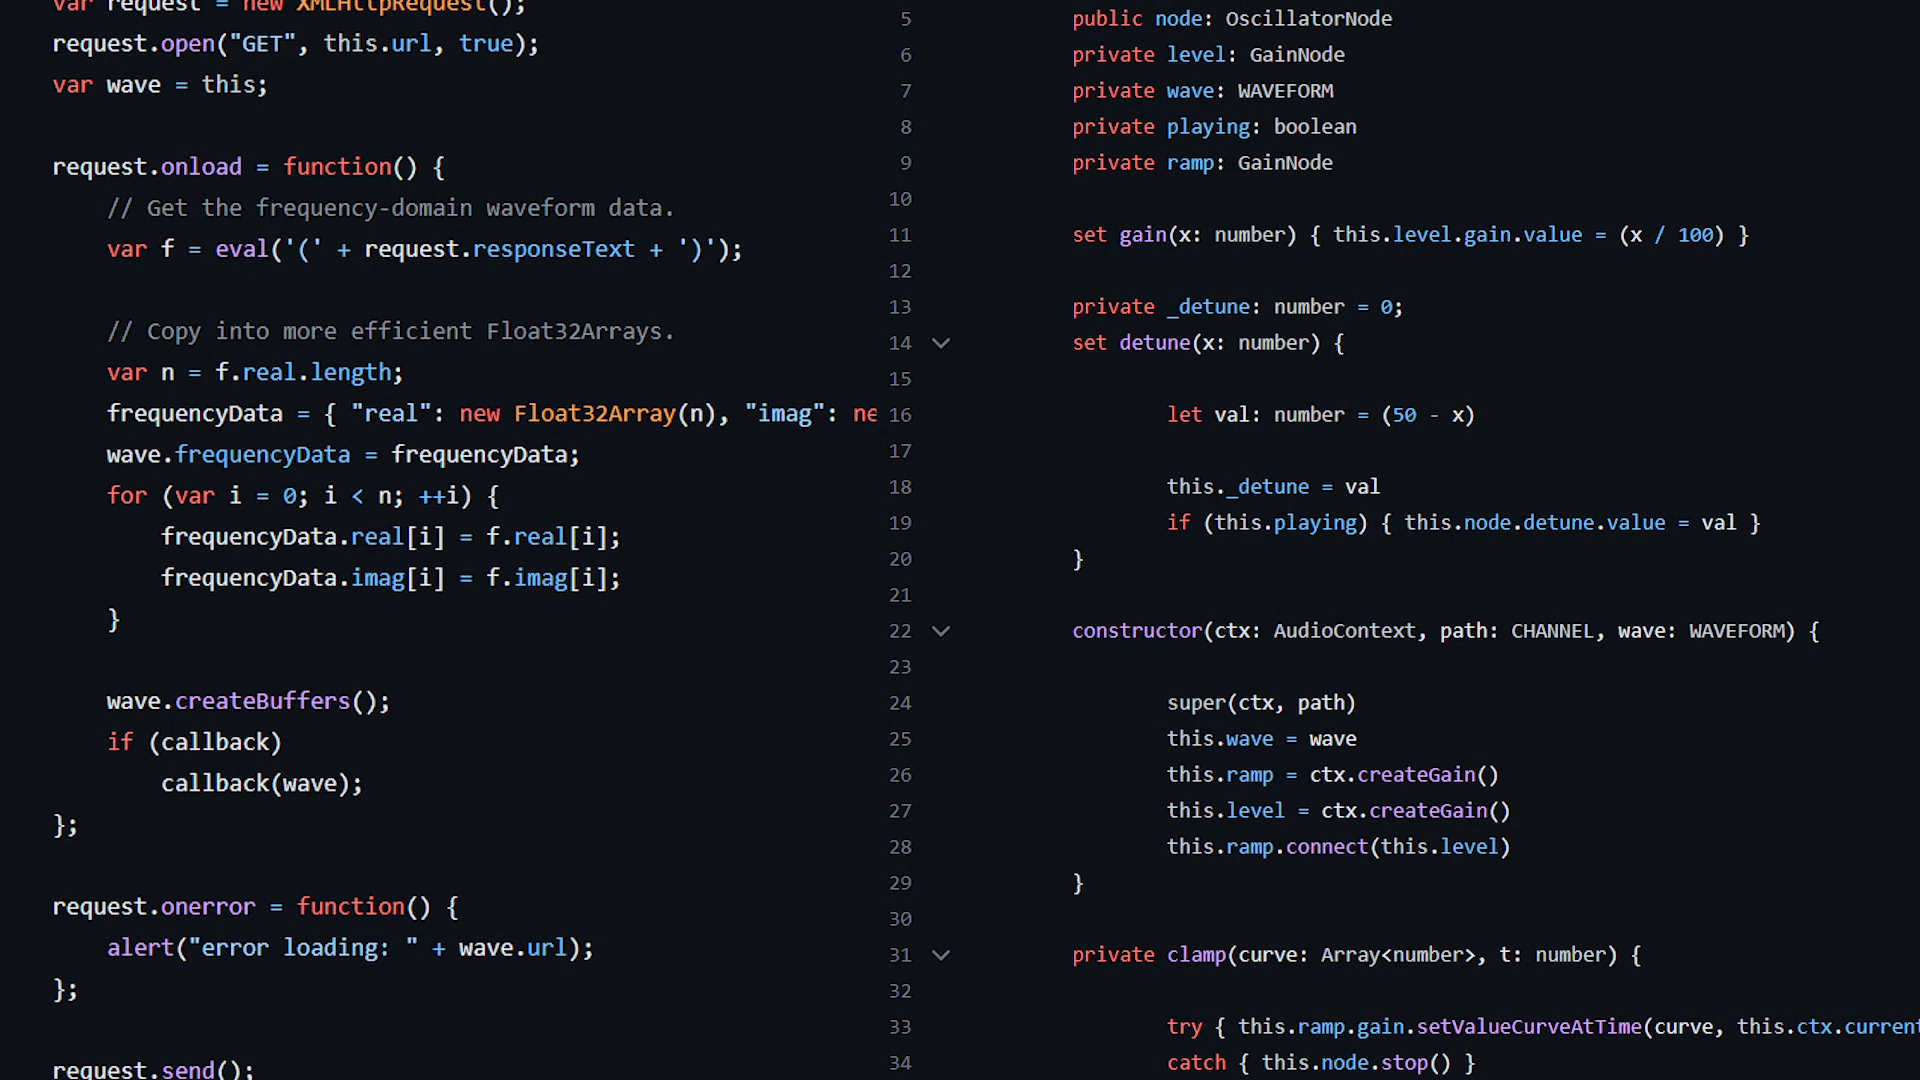 var request = new XMLHttpRequest();
request.open("GET", this.url, true);
var wave = this;
request.onload = function() {
// Get the frequency-domain waveform data.
var f = eval('(' + request.responseText + ')');
// Copy into more efficient Float32Arrays.
var n = f.real.length;
frequencyData = { "real": new Float32Array(n), "imag": ne
wave.frequencyData = frequencyData;
for (var i = 0; i < n; ++i) {
frequencyData.real[i] = f.real[i];
frequencyData.imag[i] = f.imag[i];
}
wave.createBuffers();
if (callback)
callback(wave);
};
request.onerror = function() {
alert("error loading: " + wave.url);
};
request.send();
5 public node: OscillatorNode
6 private level: GainNode
7 private wave: WAVEFORM
8 private playing: boolean
9 private ramp: GainNode
10
11 set gain(x: number) { this.level.gain.value = (x / 100) }
12
13 private _detune: number = 0;
14 set detune(x: number) {
15
16 let val: number = (50 - x)
17
18 this._detune = val
19 if (this.playing) { this.node.detune.value = val }
20 }
21
22 constructor(ctx: AudioContext, path: CHANNEL, wave: WAVEFORM) {
23
24 super(ctx, path)
25 this.wave = wave
26 this.ramp = ctx.createGain()
27 this.level = ctx.createGain()
28 this.ramp.connect(this.level)
29 }
30
31 private clamp(curve: Array<number>, t: number) {
32
33 try { this.ramp.gain.setValueCurveAtTime(curve, this.ctx.current
34 catch { this.node.stop() }